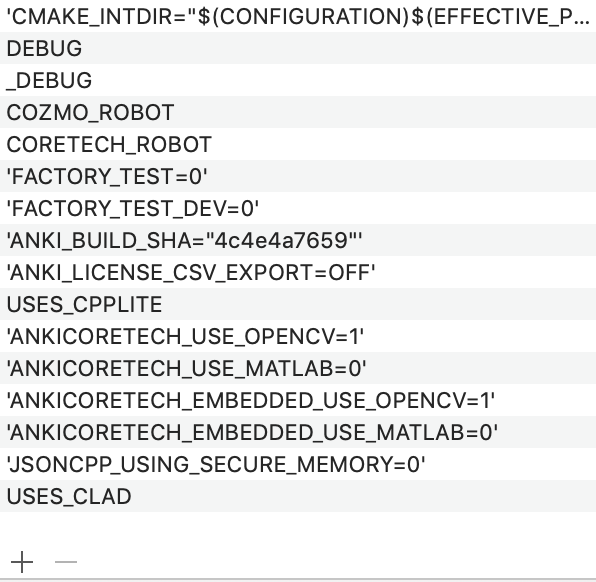 'CMAKE_INTDIR="$(CONFIGURATION)$(EFFECTIVE_P...
DEBUG
_DEBUG
COZMO_ROBOT
CORETECH_ROBOT
'FACTORY_TEST=0'
'FACTORY_TEST_DEV=0'
'ANKI_BUILD_SHA="4c4e4a7659"'
'ANKI_LICENSE_CSV_EXPORT=OFF'
USES_CPPLITE
'ANKICORETECH_USE_OPENCV=1'
'ANKICORETECH_USE_MATLAB=0'
'ANKICORETECH_EMBEDDED_USE_OPENCV=1'
'ANKICORETECH_EMBEDDED_USE_MATLAB=0'
'JSONCPP_USING_SECURE_MEMORY=0'
USES_CLAD